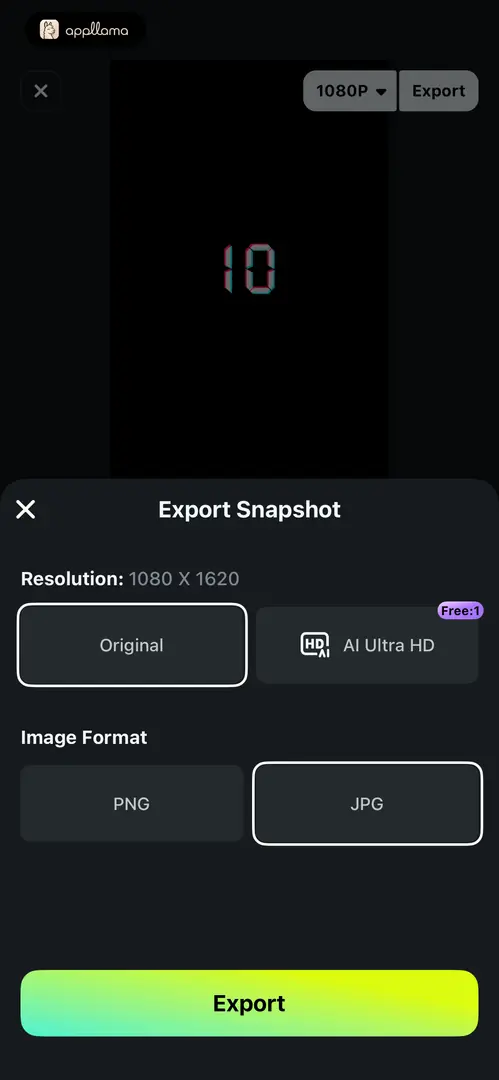 appllama
1080P Export
10
Export Snapshot
Resolution: 1080 X 1620
Free:1
Original
HD AI AI Ultra HD
Image Format
PNG
JPG
Export